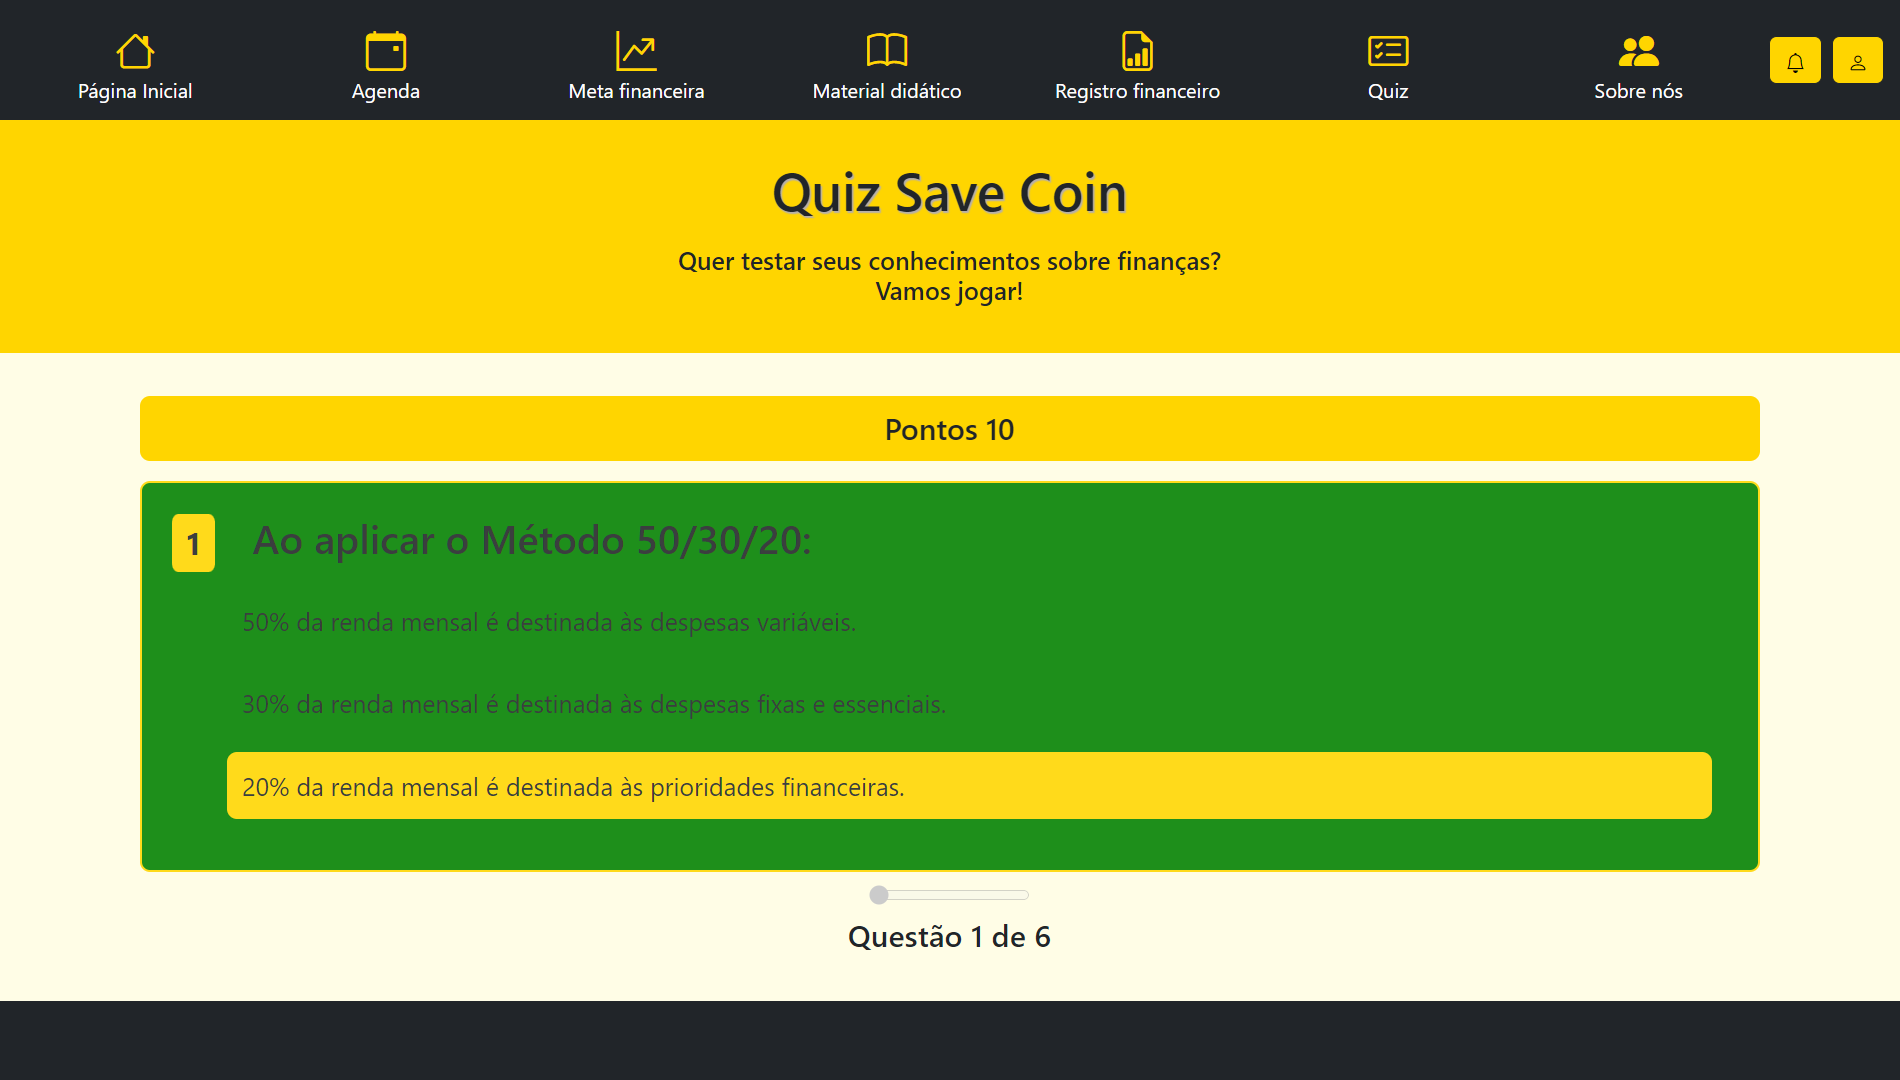 Página Inicial
Agenda
Meta financeira
Material didático
Registro financeiro
Quiz
Sobre nós
Quiz Save Coin
Quer testar seus conhecimentos sobre finanças?
Vamos jogar!
Pontos 10
1 Ao aplicar o Método 50/30/20:
50% da renda mensal é destinada às despesas variáveis.
30% da renda mensal é destinada às despesas fixas e essenciais.
20% da renda mensal é destinada às prioridades financeiras.
Questão 1 de 6